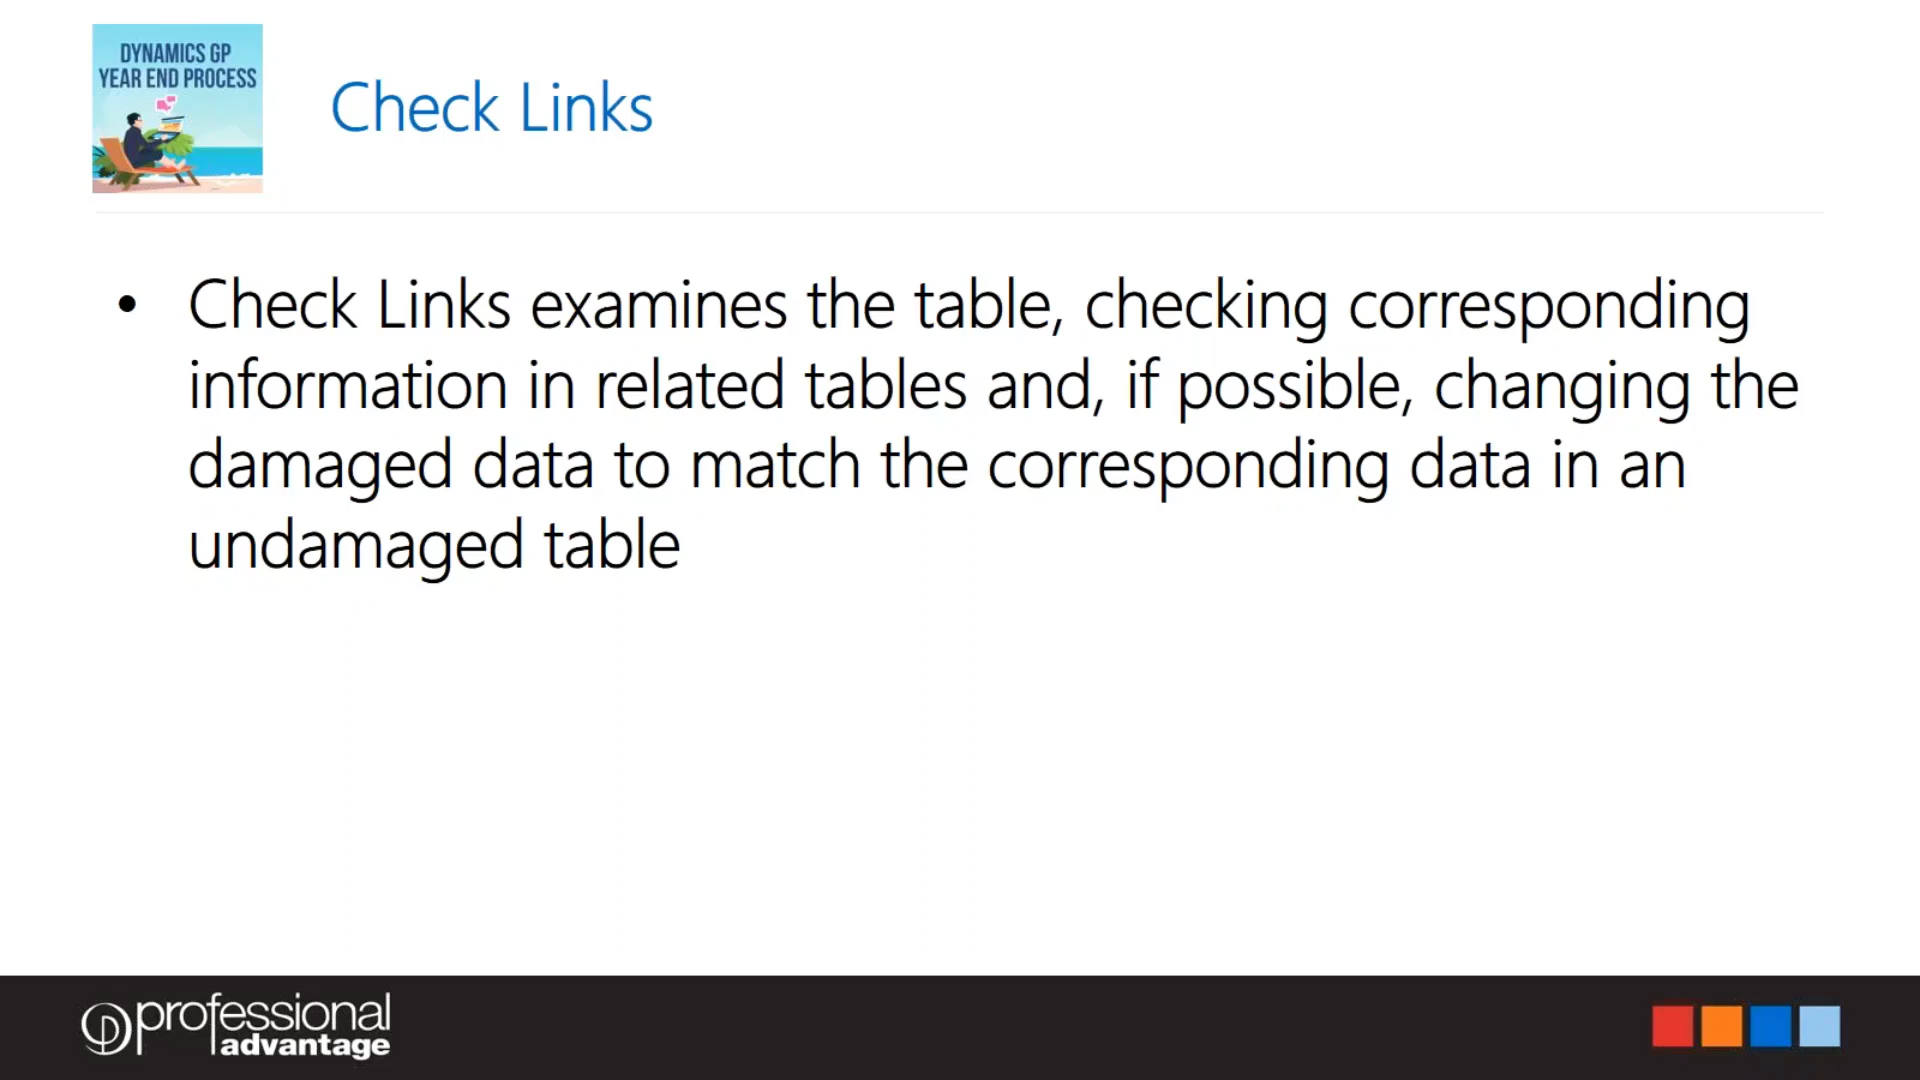 DYNAMICS GP
YEAR END PROCESS
Check Links
• Check Links examines the table, checking corresponding
information in related tables and, if possible, changing the
damaged data to match the corresponding data in an
undamaged table
professional
advantage